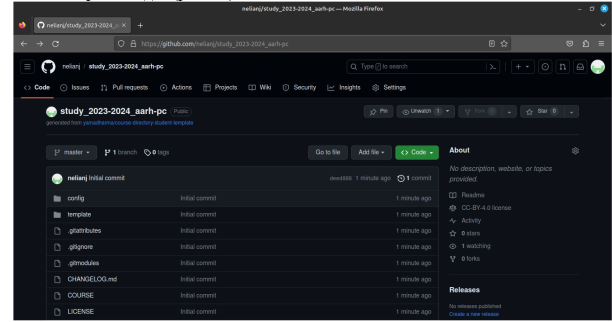 nelianj/study_2023-2024_aarh-pc — Mozilla Firefox
nelianj/study_2023-2024_
https://github.com/nelianj/study_2023-2024_aarh-pc
nelianj / study_2023-2024_aarh-pc
Type / to search
Code Issues Pull requests Actions Projects Wiki Security Insights Settings
study_2023-2024_aarh-pc Public
generated from yamadharma/course-directory-student-template
Pin Unwatch 1 Fork Star 0
master 1 branch 0 tags
Go to file Add file Code
nelianj Initial commit 1 minute ago 1 commit
config Initial commit 1 minute ago
template Initial commit 1 minute ago
.gitattributes Initial commit 1 minute ago
.gitignore Initial commit 1 minute ago
.gitmodules Initial commit 1 minute ago
CHANGELOG.md Initial commit 1 minute ago
COURSE Initial commit 1 minute ago
LICENSE Initial commit 1 minute ago
About
No description, website, or topics
provided.
Readme
CC-BY-4.0 license
Activity
0 stars
1 watching
0 forks
Releases
No releases published
Create a new release